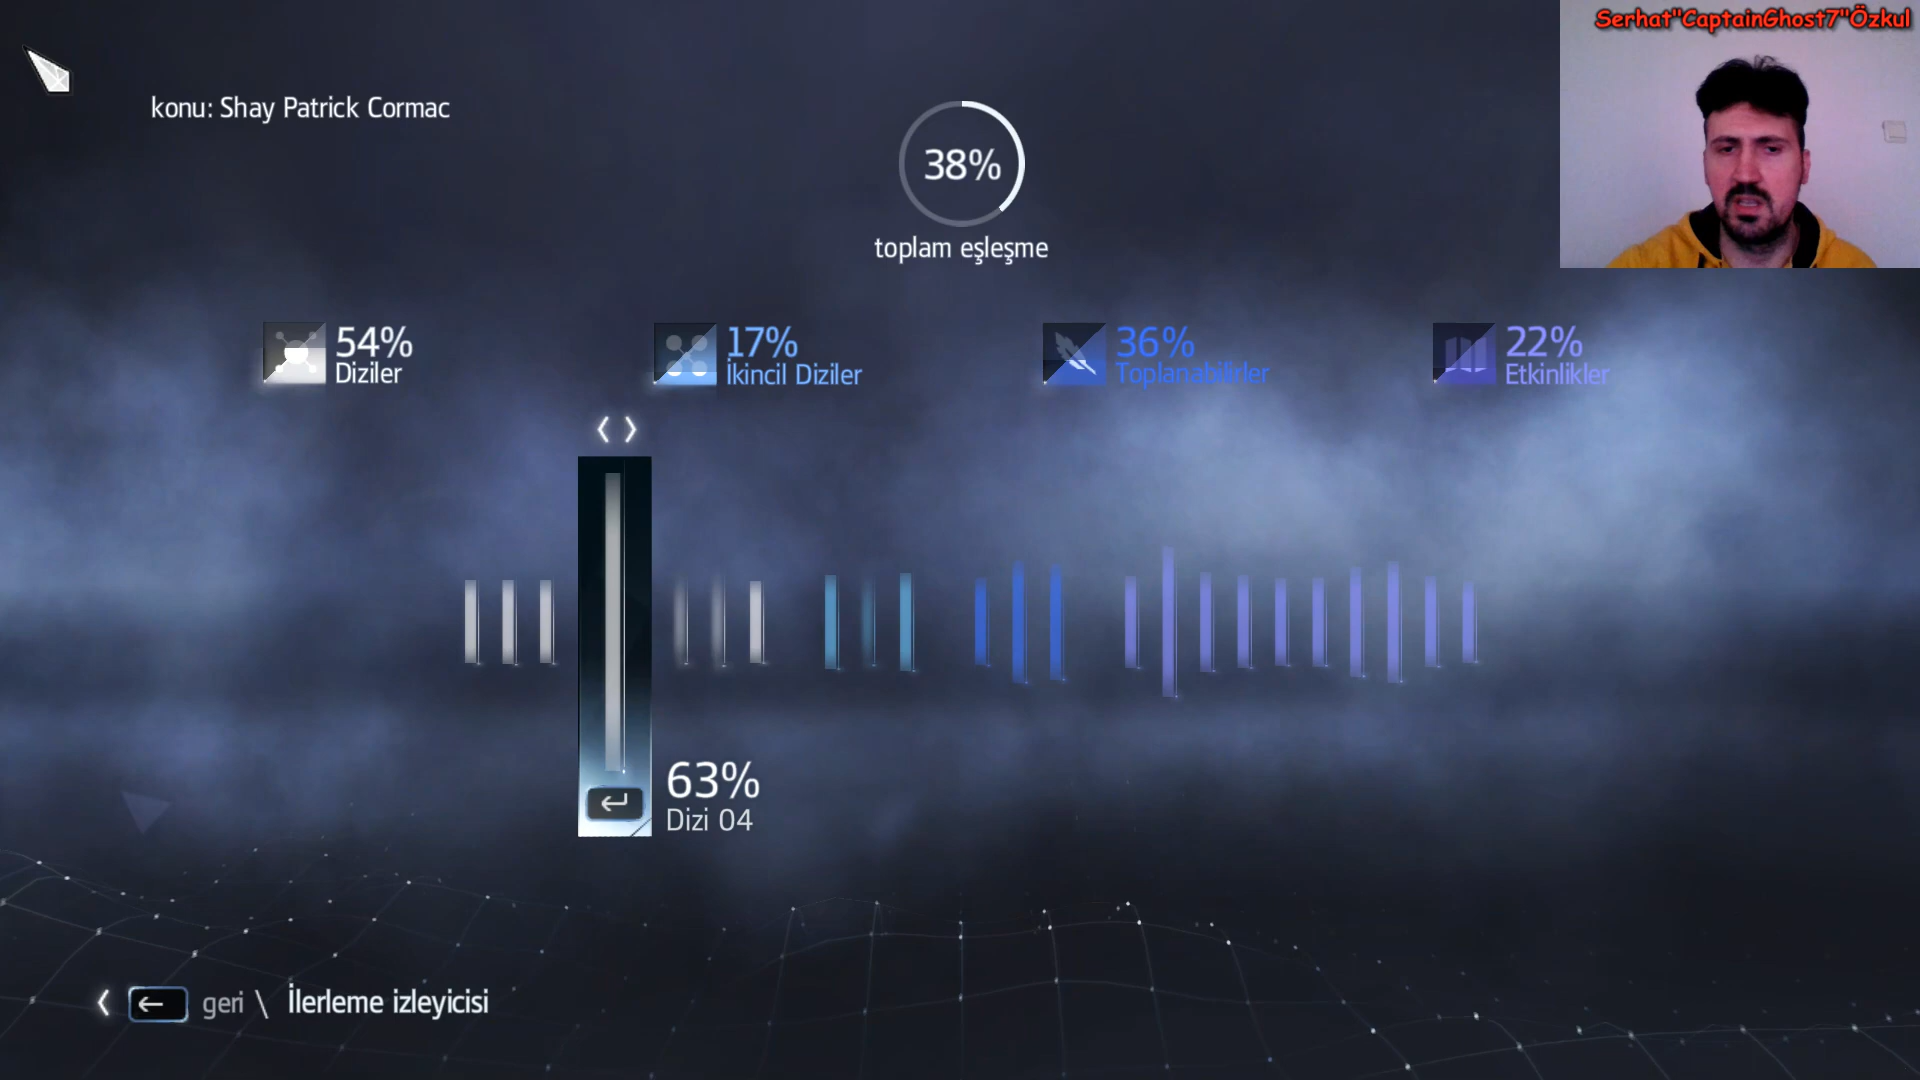 Serhat"CaptainGhost7"Özkul
konu: Shay Patrick Cormac
38%
toplam eşleşme
54%
Diziler
17%
İkincil Diziler
36%
Toplanabilirler
22%
Etkinlikler
63%
Dizi 04
geri \ İlerleme izleyicisi